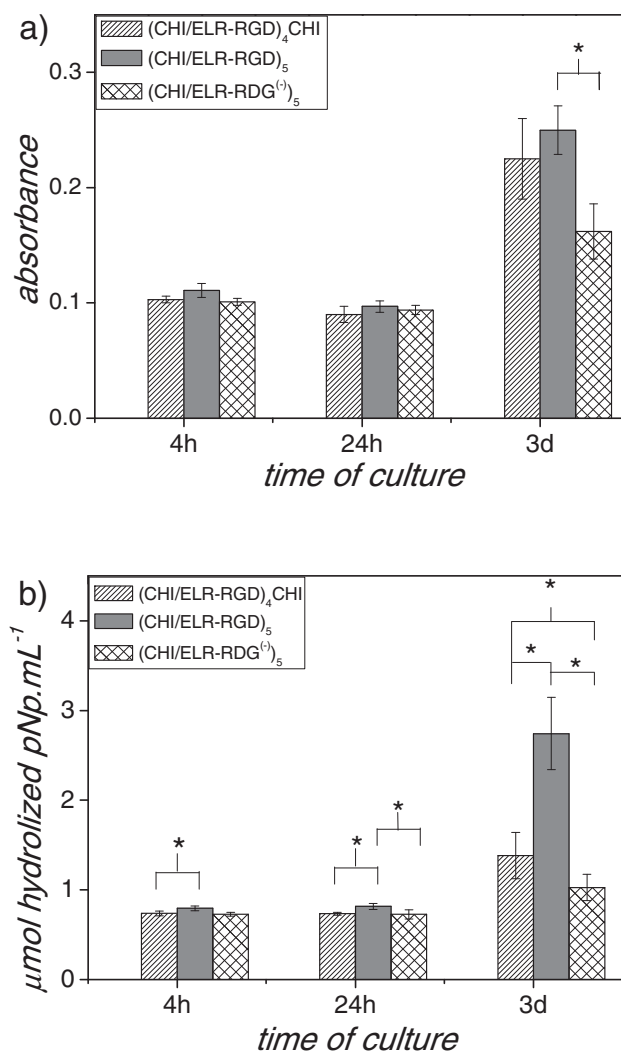 a)
(CHI/ELR-RGD)₄CHI
(CHI/ELR-RGD)₅
(CHI/ELR-RDG⁽⁻⁾)₅
*
0.3
0.2
0.1
0.0
absorbance
4h 24h 3d
time of culture
b)
(CHI/ELR-RGD)₄CHI
(CHI/ELR-RGD)₅
(CHI/ELR-RDG⁽⁻⁾)₅
*
* *
* * *
4
3
2
1
0
μmol hydrolized pNp.mL⁻¹
4h 24h 3d
time of culture